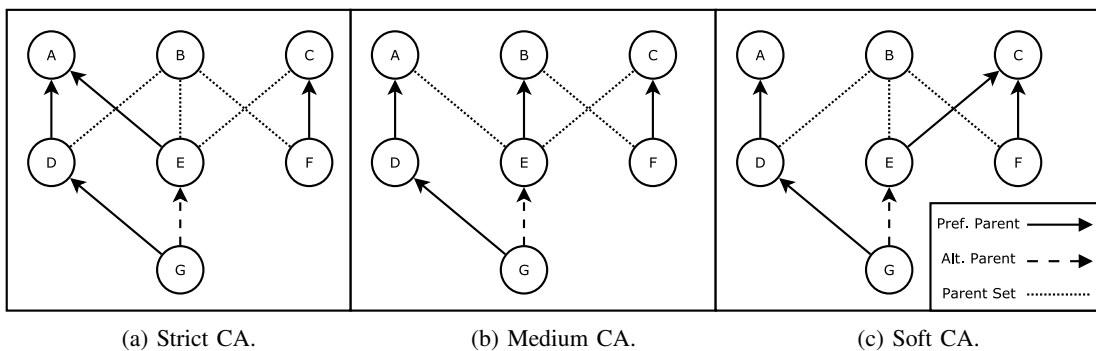 A B C
D E F
G
A B C
D E F
G
A B C
D E F
G
Pref. Parent
Alt. Parent
Parent Set
(a) Strict CA.
(b) Medium CA.
(c) Soft CA.